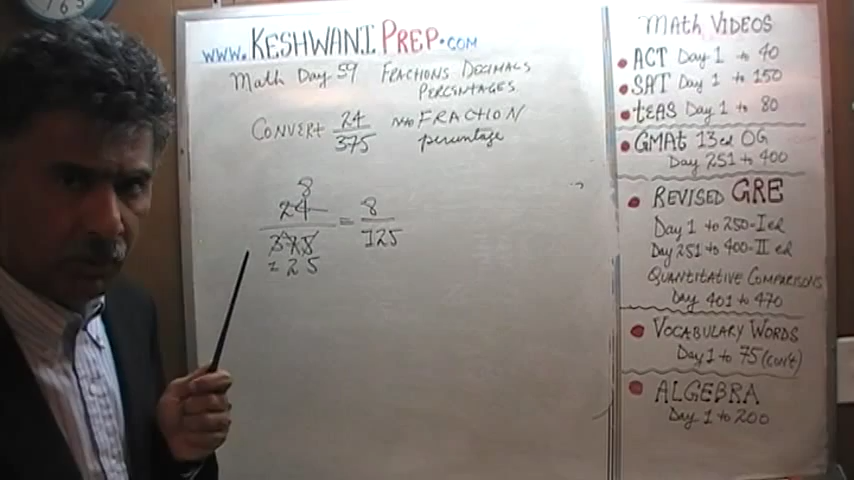 www.KESHWANI PREP.COM
Math Day 59 FRACTIONS DECIMALS
PERCENTAGES
CONVERT 24/375 into FRACTION
percentage
8
24 = 8
375 125
125
MATH VIDEOS
ACT Day 1 to 40
SAT Day 1 to 150
tEAS Day 1 to 80
GMAt 13ed OG
Day 251 to 400
REVISED GRE
Day 1 to 250-I ed
Day 251 to 400-II ed
QUANTITATIVE COMPARISONS
Day 401 to 470
VOCABULARY WORDS
Day 1 to 75 (con't)
ALGEBRA
Day 1 to 200